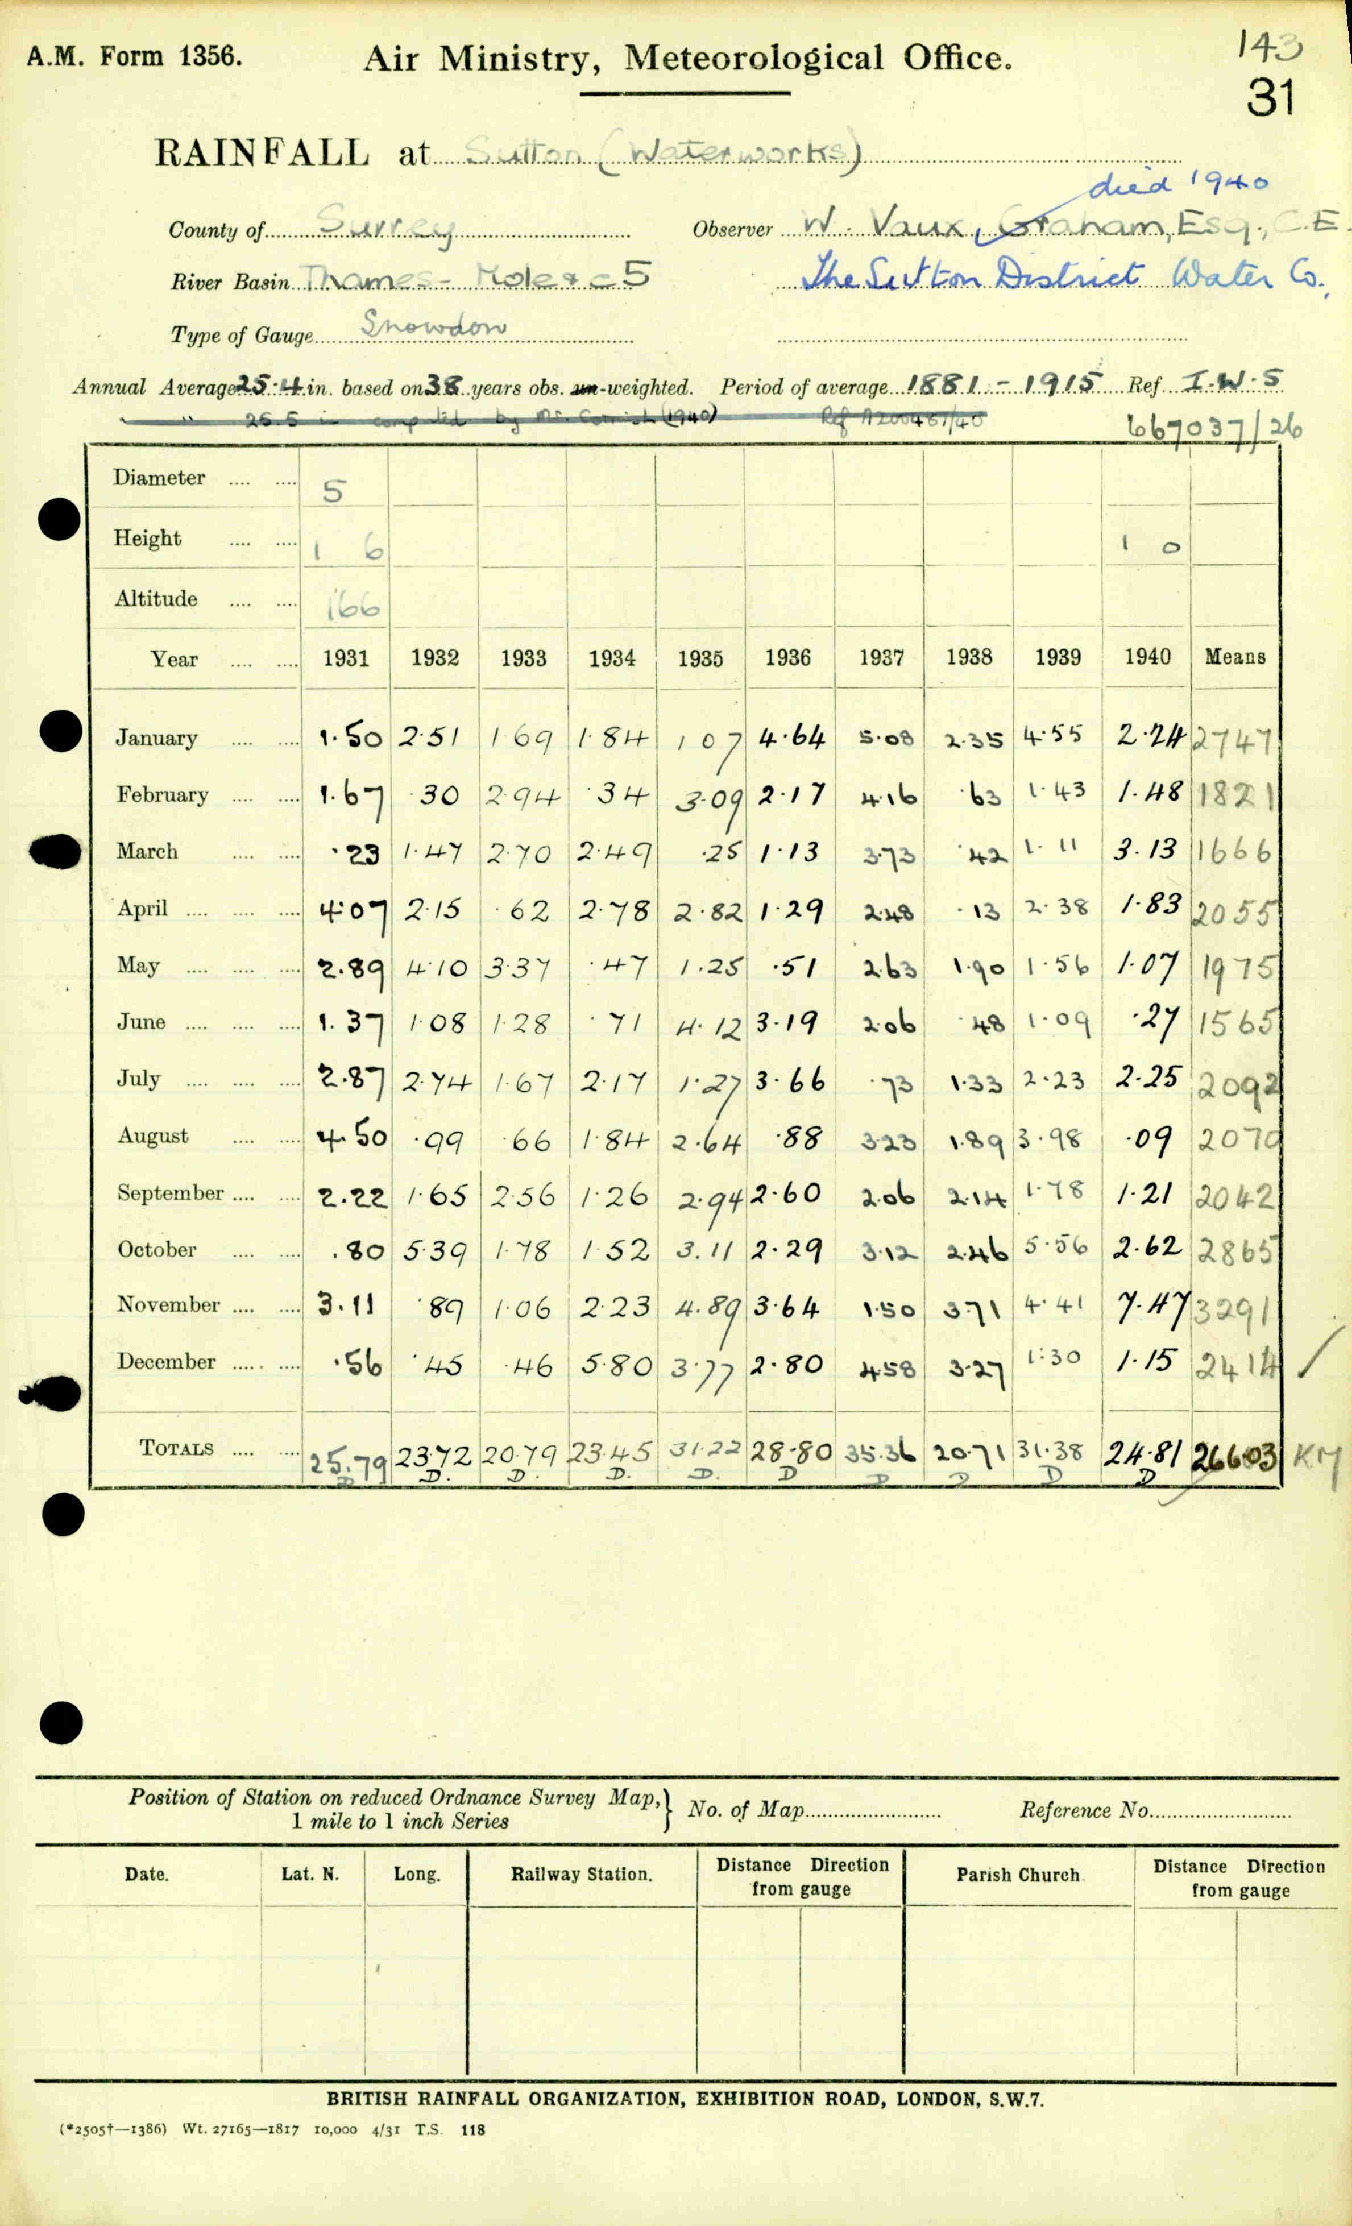 A.M. Form 1356. Air Ministry, Meteorological Office. 143
31
RAINFALL at Sutton (Waterworks)
died 1940
County of Surrey Observer W. Vaux, Graham, Esq., C.E.
River Basin Thames - Mole &c 5 The Sutton District Water Co.,
Type of Gauge Snowdon
Annual Average 25.4 in. based on 38 years obs. un-weighted. Period of average 1881 - 1915 Ref. I.W.S
" 25.5 in computed by Mr. Cornish (1940) Ref A200481/40 667037/26
Diameter .... .... 5
Height .... .... 1 6 1 0
Altitude .... .... 166
Year .... .... 1931 1932 1933 1934 1935 1936 1937 1938 1939 1940 Means
January .... .... 1.50 2.51 1.69 1.84 1.07 4.64 5.08 2.35 4.55 2.24 2747
February .... .... 1.67 .30 2.94 .34 3.09 2.17 4.16 .63 1.43 1.48 1821
March .... .... .23 1.47 2.70 2.49 .25 1.13 3.73 .42 1.11 3.13 1666
April .... .... .... 4.07 2.15 .62 2.78 2.82 1.29 2.48 .13 2.38 1.83 2055
May .... .... .... 2.89 4.10 3.37 .47 1.25 .51 2.63 1.90 1.56 1.07 1975
June .... .... .... 1.37 1.08 1.28 .71 4.12 3.19 2.06 .48 1.09 .27 1565
July .... .... .... 2.87 2.74 1.67 2.17 1.27 3.66 .73 1.33 2.23 2.25 2092
August .... .... 4.50 .99 .66 1.84 2.64 .88 3.23 1.89 3.98 .09 2070
September .... .... 2.22 1.65 2.56 1.26 2.94 2.60 2.06 2.14 1.78 1.21 2042
October .... .... .80 5.39 1.78 1.52 3.11 2.29 3.12 2.46 5.56 2.62 2865
November .... .... 3.11 .89 1.06 2.23 4.89 3.64 1.50 3.71 4.41 7.47 3291
December ..... .... .56 .45 .46 5.80 3.77 2.80 4.58 3.27 1.30 1.15 2414
TOTALS .... .... 25.79 23.72 20.79 23.45 31.22 28.80 35.36 20.71 31.38 24.81 26603 KM
D D. D. D. D. D D D D D
Position of Station on reduced Ordnance Survey Map,} No. of Map Reference No.
1 mile to 1 inch Series
Date. Lat. N. Long. Railway Station. Distance Direction from gauge Parish Church Distance Direction from gauge
BRITISH RAINFALL ORGANIZATION, EXHIBITION ROAD, LONDON, S.W.7.
(*2505†—1386) Wt. 27165—1817 10,000 4/31 T.S. 118